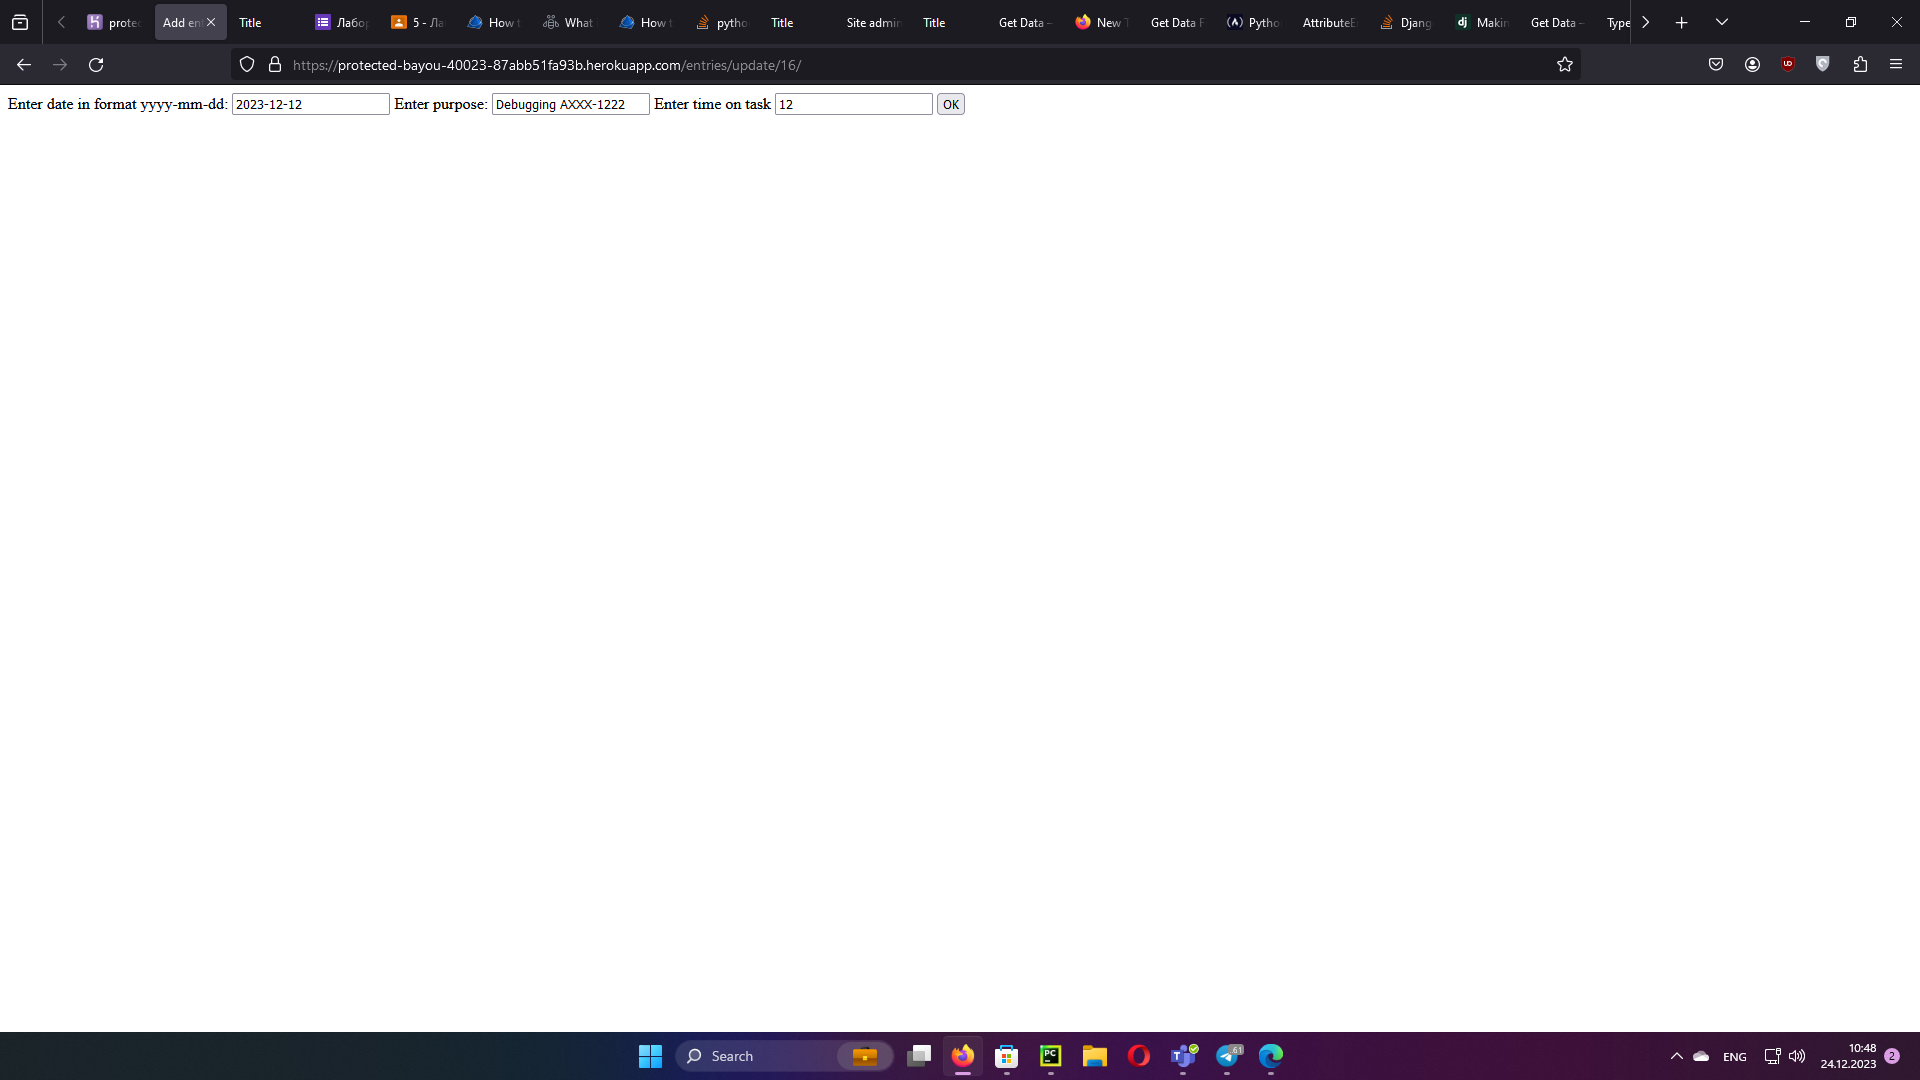 protec Add en Title Лабор 5 - Ла How t What How t pytho Title Site admin Title Get Data – New T Get Data F Pytho AttributeE Djang Makin Get Data – Type
https://protected-bayou-40023-87abb51fa93b.herokuapp.com/entries/update/16/
Enter date in format yyyy-mm-dd: 2023-12-12 Enter purpose: Debugging AXXX-1222 Enter time on task 12 OK
Search 61 ENG 10:48 2
24.12.2023